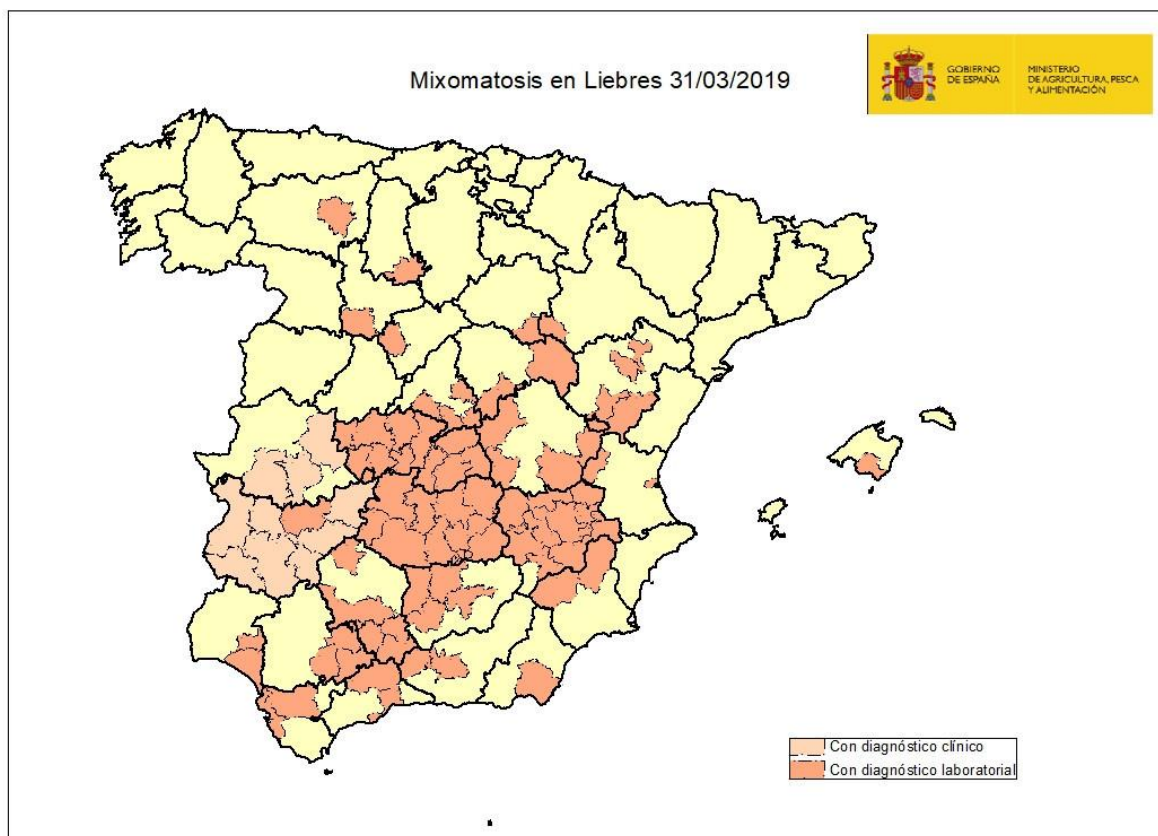 Mixomatosis en Liebres 31/03/2019
GOBIERNO
DE ESPAÑA
MINISTERIO
DE AGRICULTURA, PESCA
Y ALIMENTACIÓN
Con diagnóstico clínico
Con diagnóstico laboratorial